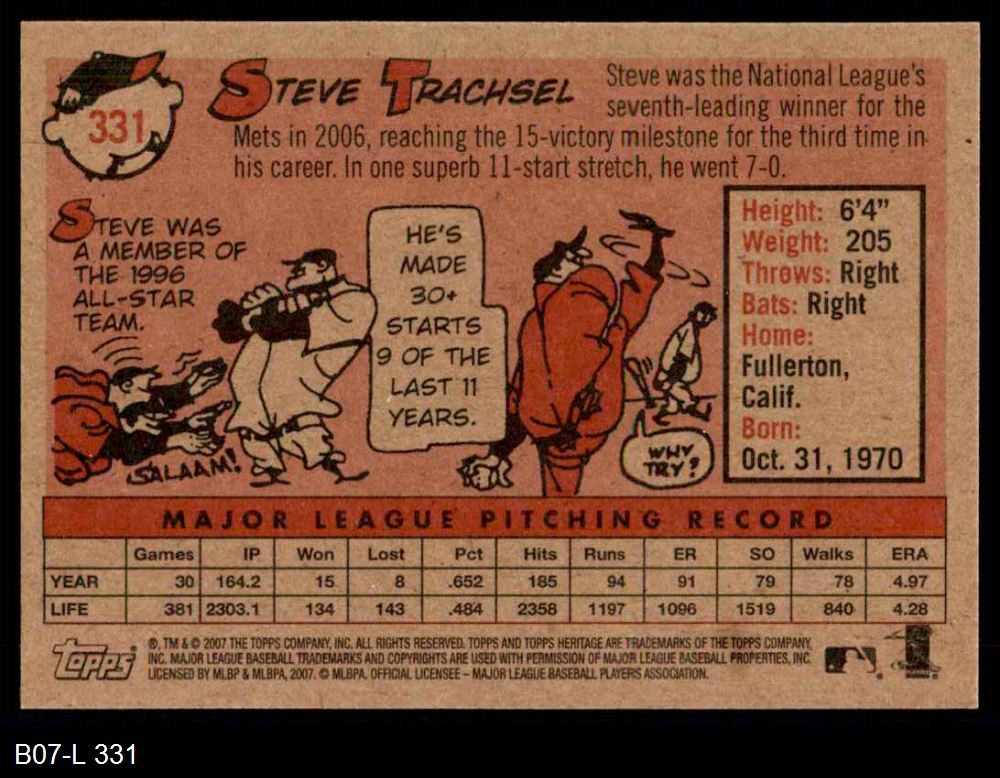 331
STEVE TRACHSEL
Steve was the National League's
seventh-leading winner for the
Mets in 2006, reaching the 15-victory milestone for the third time in
his career. In one superb 11-start stretch, he went 7-0.
STEVE WAS
A MEMBER OF
THE 1996
ALL-STAR
TEAM.
SALAAM!
HE'S
MADE
30+
STARTS
9 OF THE
LAST 11
YEARS.
WHY
TRY?
Height: 6'4"
Weight: 205
Throws: Right
Bats: Right
Home:
Fullerton,
Calif.
Born:
Oct. 31, 1970
MAJOR LEAGUE PITCHING RECORD
Games IP Won Lost Pct Hits Runs ER SO Walks ERA
YEAR 30 164.2 15 8 .652 185 94 91 79 78 4.97
LIFE 381 2303.1 134 143 .484 2358 1197 1096 1519 840 4.28
Topps
®, TM & © 2007 THE TOPPS COMPANY, INC. ALL RIGHTS RESERVED. TOPPS AND TOPPS HERITAGE ARE TRADEMARKS OF THE TOPPS COMPANY,
INC. MAJOR LEAGUE BASEBALL TRADEMARKS AND COPYRIGHTS ARE USED WITH PERMISSION OF MAJOR LEAGUE BASEBALL PROPERTIES, INC.
LICENSED BY MLBP & MLBPA, 2007. © MLBPA. OFFICIAL LICENSEE – MAJOR LEAGUE BASEBALL PLAYERS ASSOCIATION.
B07-L 331